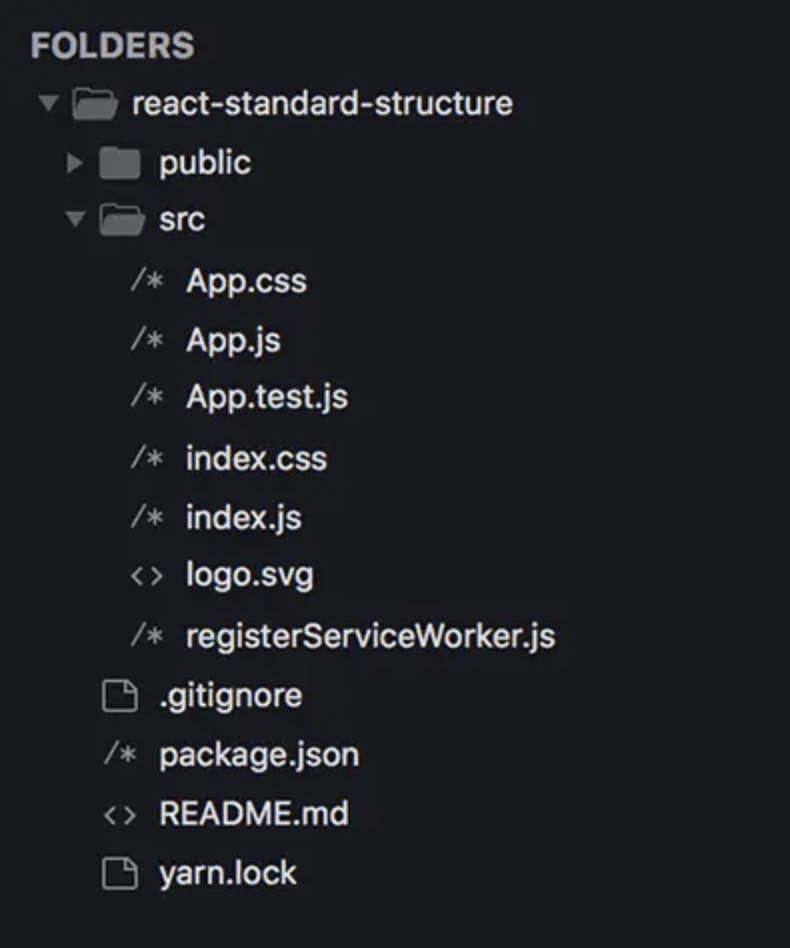 FOLDERS
react-standard-structure
public
src
/* App.css
/* App.js
/* App.test.js
/* index.css
/* index.js
<> logo.svg
/* registerServiceWorker.js
.gitignore
/* package.json
<> README.md
yarn.lock